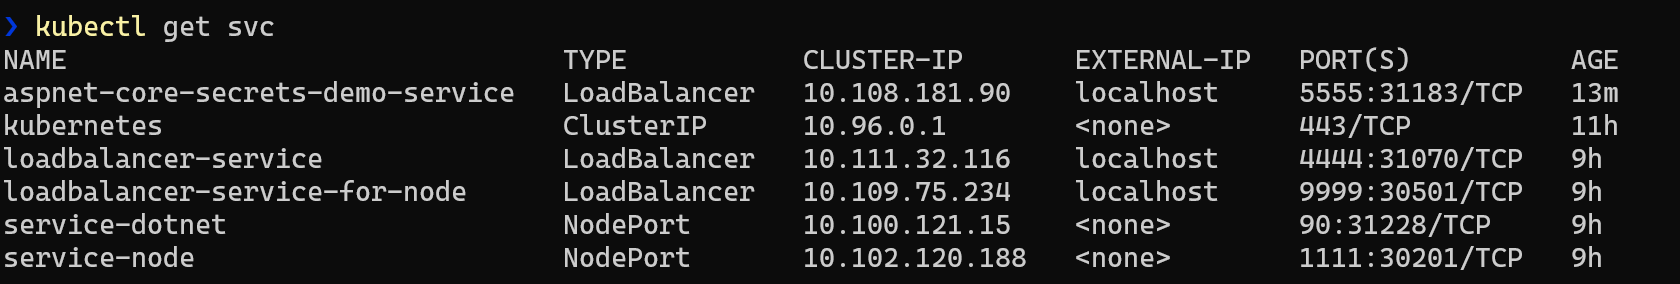 ❯ kubectl get svc
NAME                              TYPE           CLUSTER-IP       EXTERNAL-IP   PORT(S)          AGE
aspnet-core-secrets-demo-service   LoadBalancer   10.108.181.90    localhost     5555:31183/TCP   13m
kubernetes                        ClusterIP      10.96.0.1        <none>        443/TCP          11h
loadbalancer-service              LoadBalancer   10.111.32.116    localhost     4444:31070/TCP   9h
loadbalancer-service-for-node     LoadBalancer   10.109.75.234    localhost     9999:30501/TCP   9h
service-dotnet                    NodePort       10.100.121.15    <none>        90:31228/TCP     9h
service-node                      NodePort       10.102.120.188   <none>        1111:30201/TCP   9h